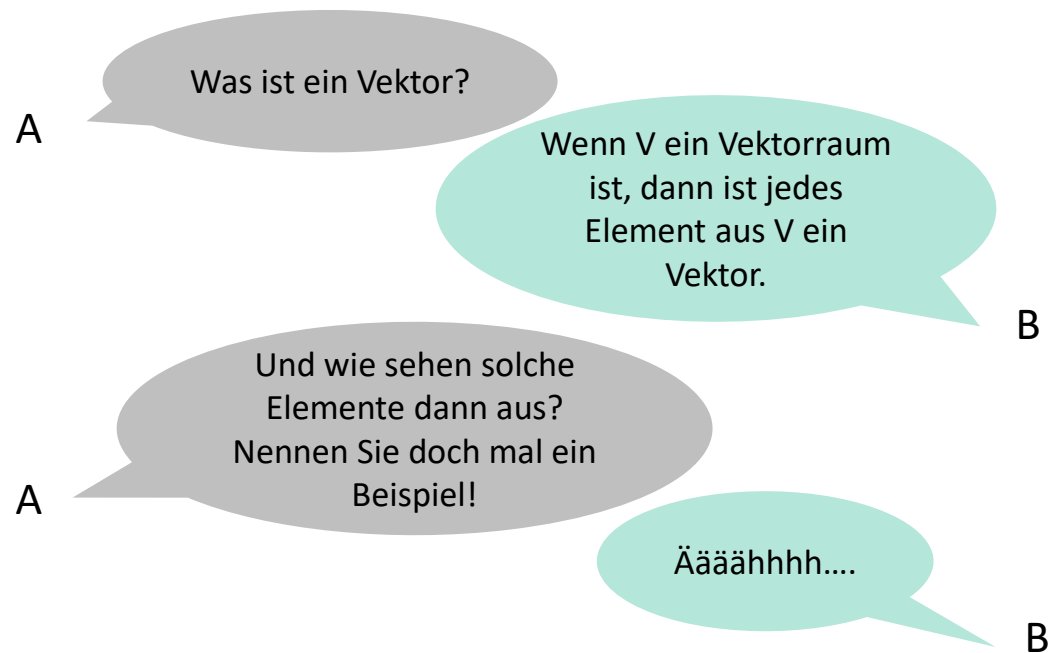 A
Was ist ein Vektor?
Wenn V ein Vektorraum
ist, dann ist jedes
Element aus V ein
Vektor.
B
Und wie sehen solche
Elemente dann aus?
Nennen Sie doch mal ein
Beispiel!
A
Äääähhhh....
B